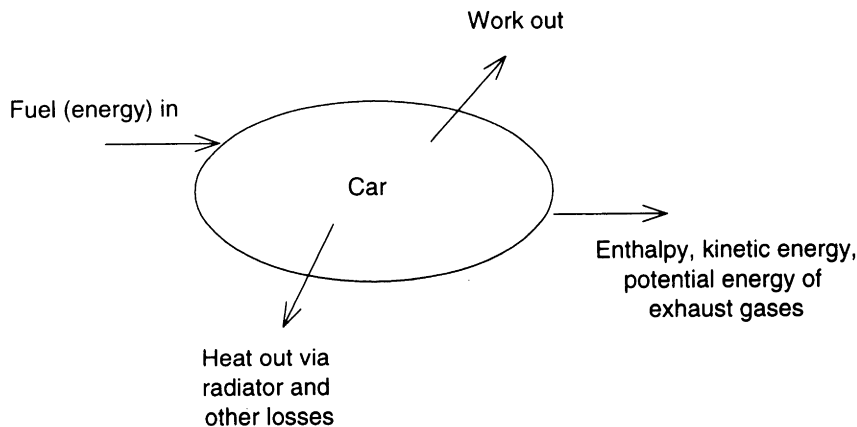 Work out
Fuel (energy) in
Car
Enthalpy, kinetic energy,
potential energy of
exhaust gases
Heat out via
radiator and
other losses